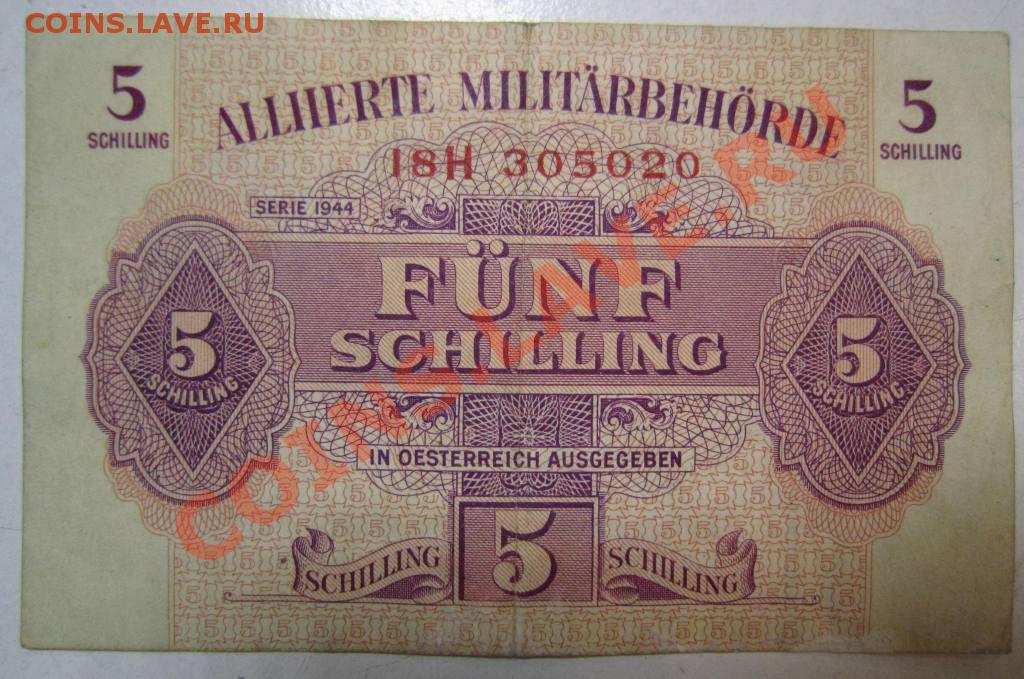 COINS.LAVE.RU
5
SCHILLING
ALLIIERTE MILITÄRBEHÖRDE
5
SCHILLING
18H 305020
SERIE 1944
FÜNF
SCHILLING
5
SCHILLING
5
SCHILLING
IN OESTERREICH AUSGEGEBEN
SCHILLING
5
SCHILLING
COINS.LAVE.RU